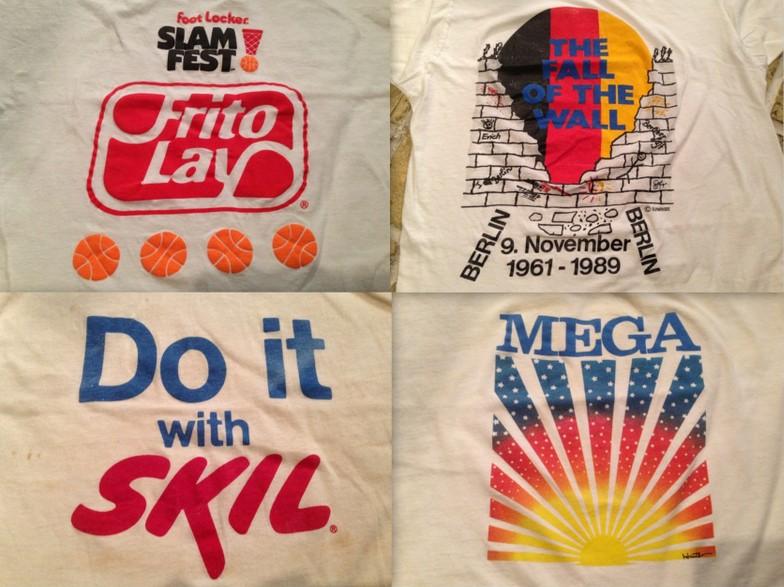 Foot Locker
SLAM
FEST
Frito
Lay
®
THE
FALL
OF THE
WALL
Erich
Berlin
©
BERLIN
9. November
1961 - 1989
BERLIN
Do it
with
SKIL
®
MEGA